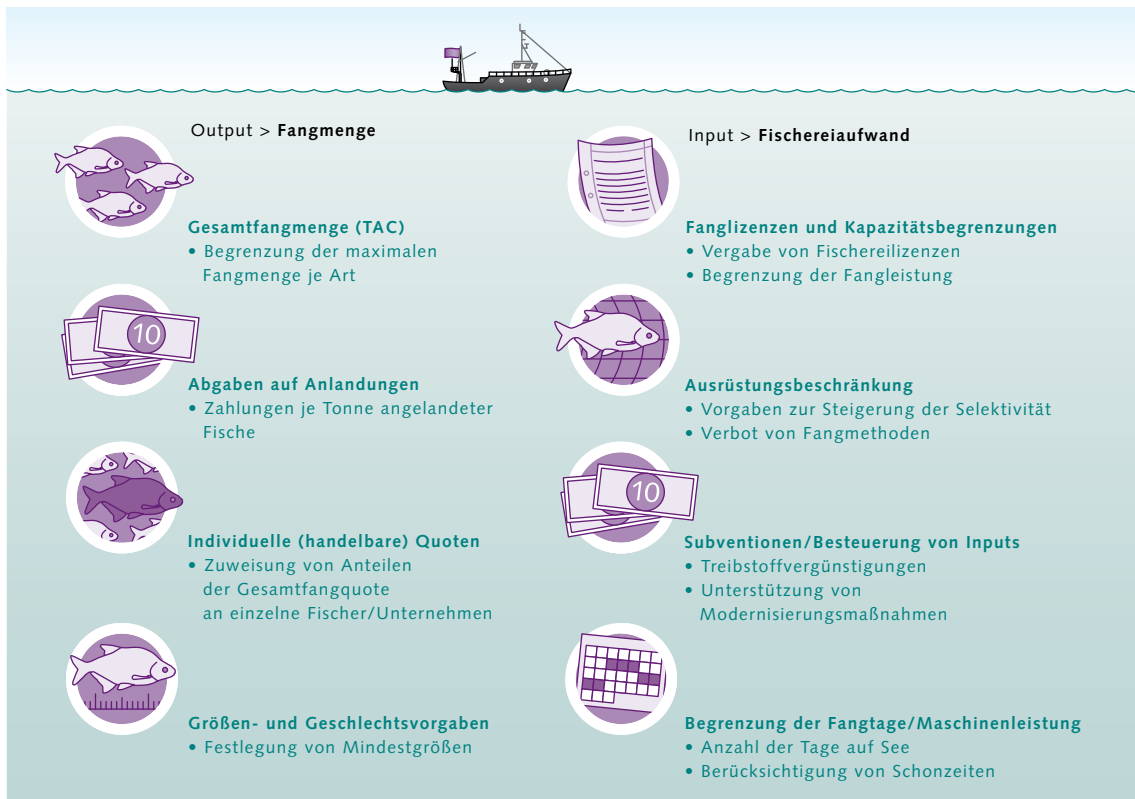 Output > Fangmenge
Gesamtfangmenge (TAC)
• Begrenzung der maximalen
Fangmenge je Art
10
Abgaben auf Anlandungen
• Zahlungen je Tonne angelandeter
Fische
Individuelle (handelbare) Quoten
• Zuweisung von Anteilen
der Gesamtfangquote
an einzelne Fischer/Unternehmen
Größen- und Geschlechtsvorgaben
• Festlegung von Mindestgrößen
Input > Fischereiaufwand
Fanglizenzen und Kapazitätsbegrenzungen
• Vergabe von Fischereilizenzen
• Begrenzung der Fangleistung
Ausrüstungsbeschränkung
• Vorgaben zur Steigerung der Selektivität
• Verbot von Fangmethoden
10
Subventionen/Besteuerung von Inputs
• Treibstoffvergünstigungen
• Unterstützung von
Modernisierungsmaßnahmen
Begrenzung der Fangtage/Maschinenleistung
• Anzahl der Tage auf See
• Berücksichtigung von Schonzeiten